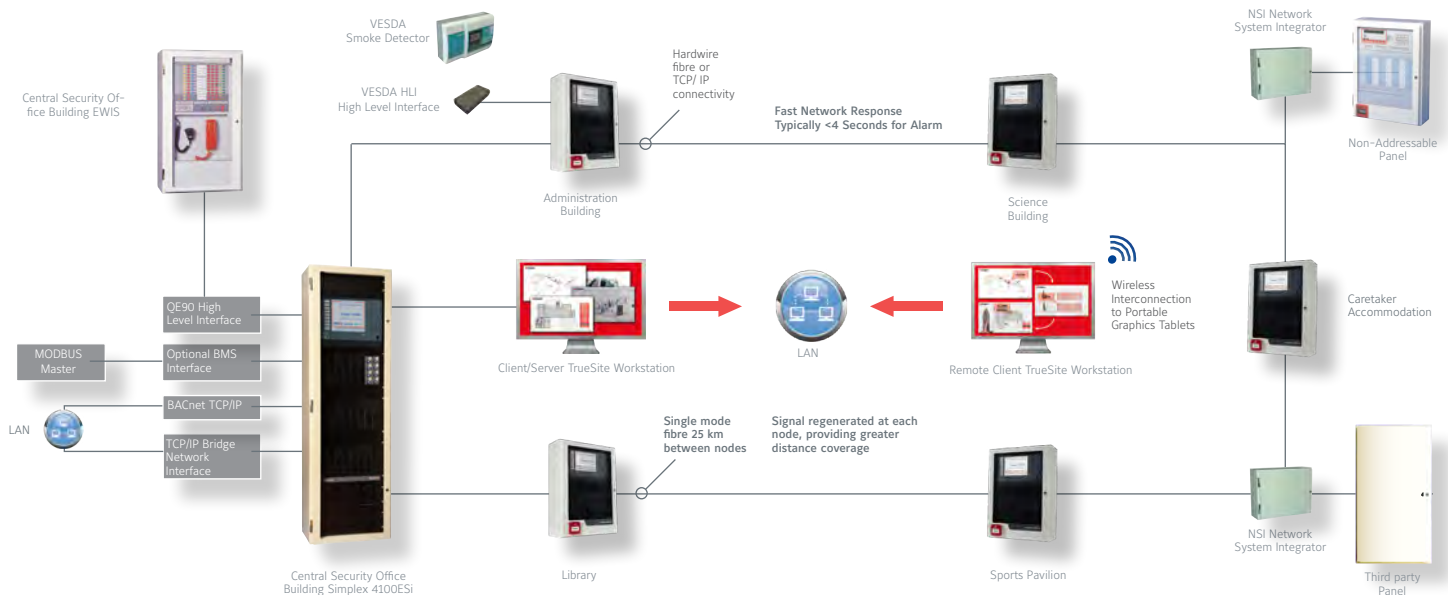 VESDA
Smoke Detector
NSI Network
System Integrator
Hardwire
fibre or
TCP/ IP
connectivity
Central Security Of-
fice Building EWIS
VESDA HLI
High Level Interface
Fast Network Response
Typically <4 Seconds for Alarm
Non-Addressable
Panel
Administration
Building
Science
Building
QE90 High
Level Interface
Wireless
Interconnection
to Portable
Graphics Tablets
Caretaker
Accommodation
MODBUS
Master
Optional BMS
Interface
LAN
Client/Server TrueSite Workstation
Remote Client TrueSite Workstation
BACnet TCP/IP
LAN
TCP/IP Bridge
Network
Interface
Single mode
fibre 25 km
between nodes
Signal regenerated at each
node, providing greater
distance coverage
NSI Network
System Integrator
Central Security Office
Building Simplex 4100ESi
Library
Sports Pavilion
Third party
Panel